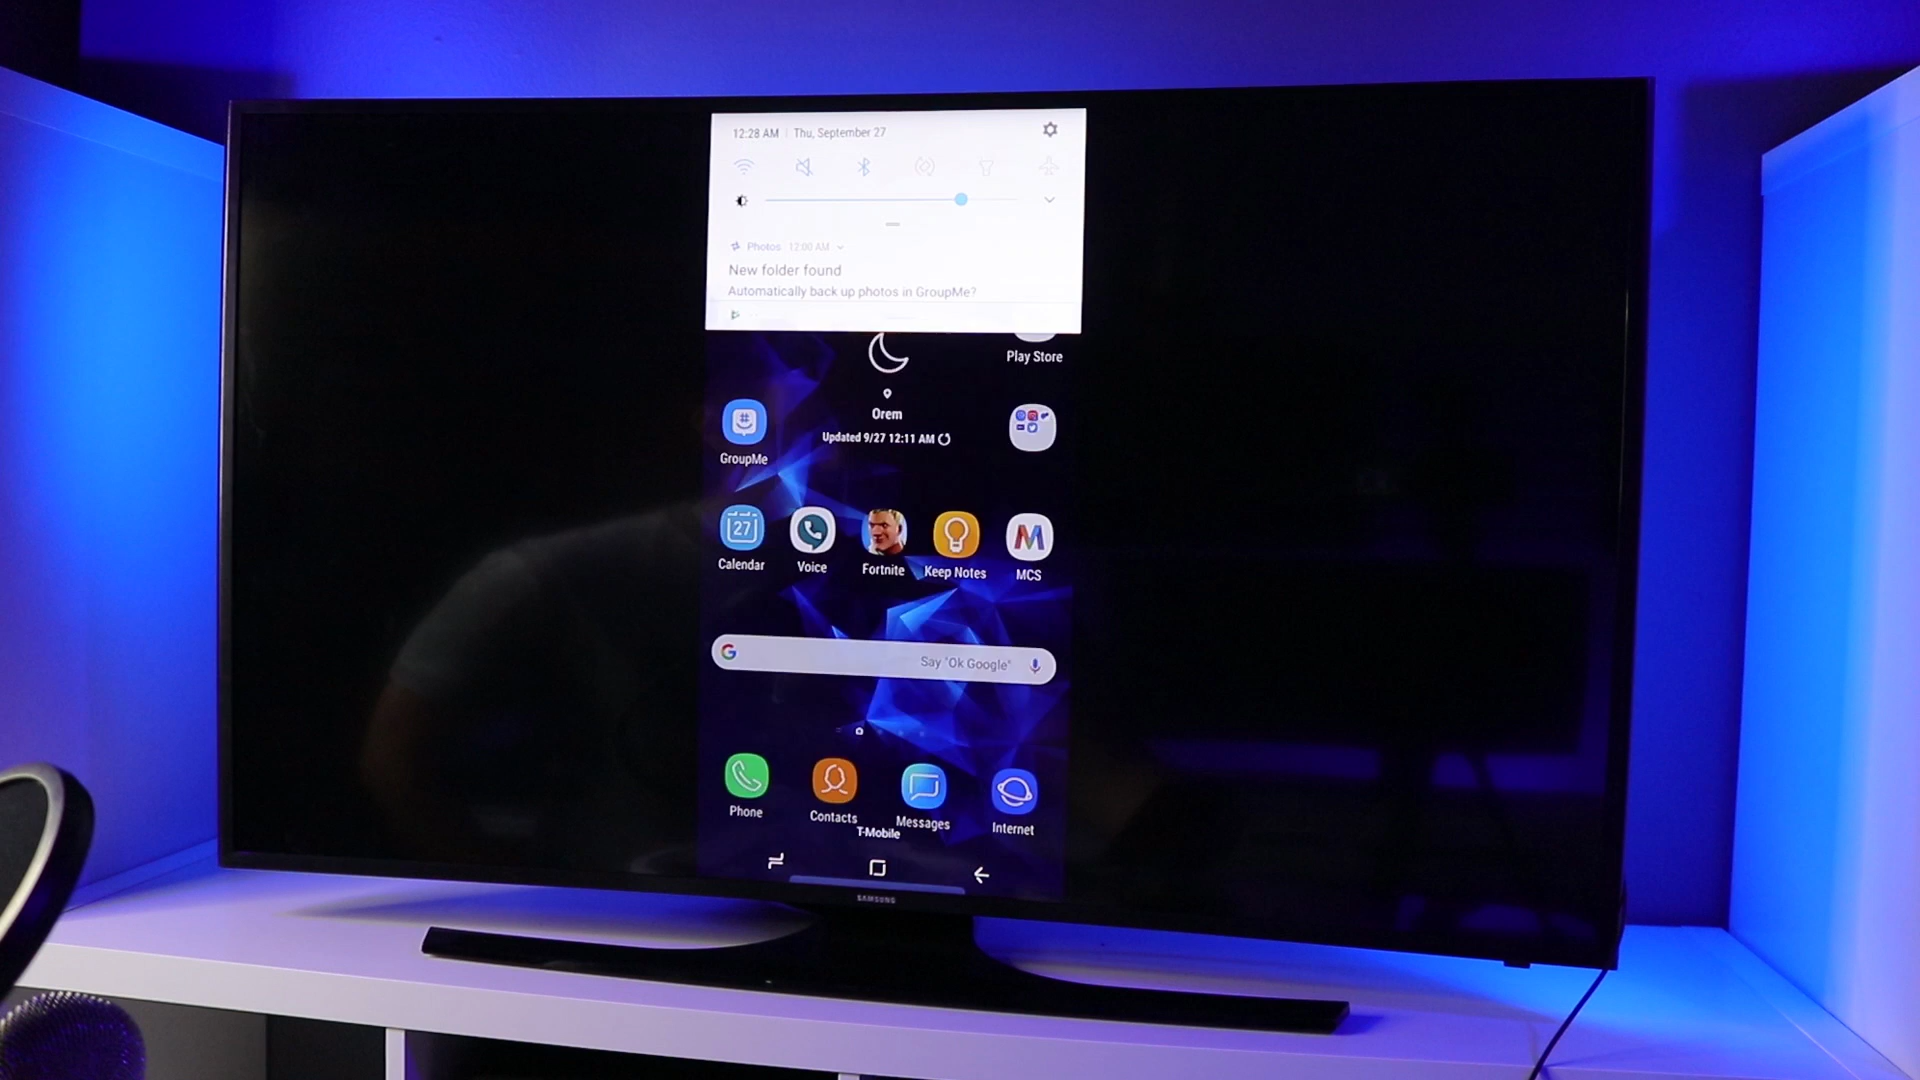 12:28 AM | Thu, September 27
Photos 12:00 AM
New folder found
Automatically back up photos in GroupMe?
Play Store
Orem
Updated 9/27 12:11 AM
GroupMe
27
Calendar
Voice
Fortnite
Keep Notes
MCS
Say "Ok Google"
Phone
Contacts
Messages
Internet
T-Mobile
SAMSUNG